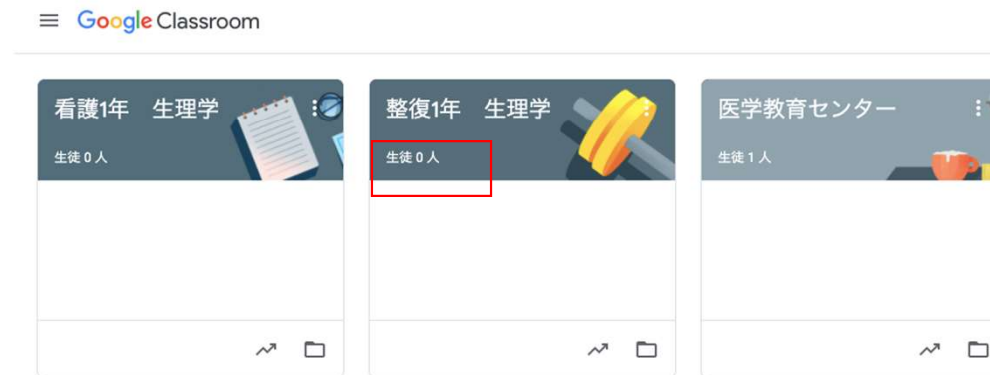 Google Classroom
看護1年 生理学
生徒 0 人
整復1年 生理学
生徒 0 人
医学教育センター
生徒 1 人